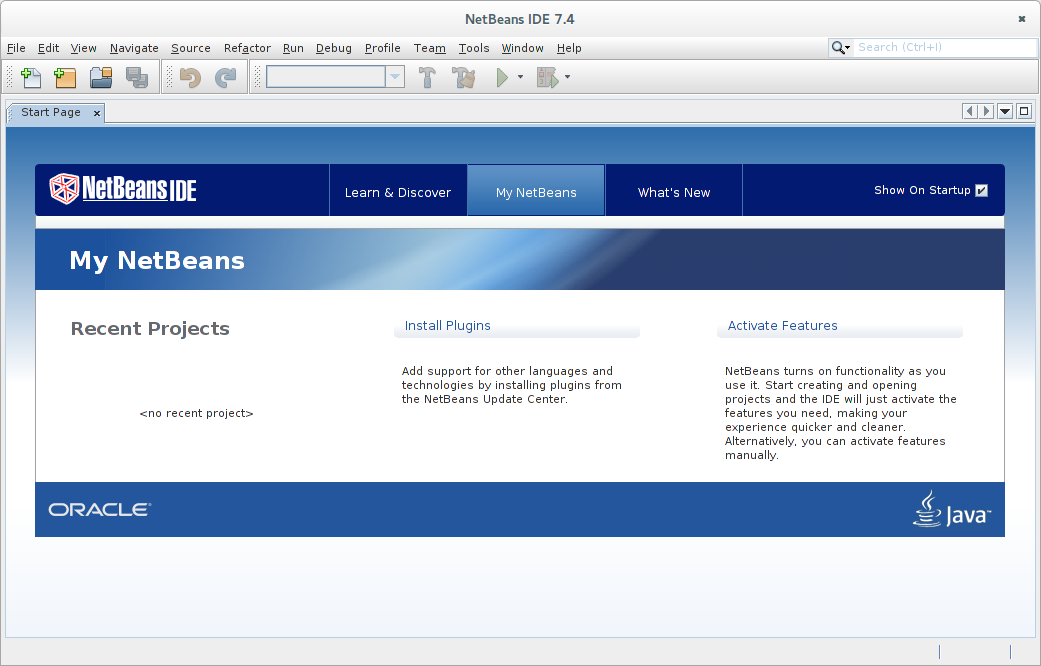 NetBeans IDE 7.4
File Edit View Navigate Source Refactor Run Debug Profile Team Tools Window Help
Search (Ctrl+I)
Start Page
NetBeans IDE
Learn & Discover
My NetBeans
What's New
Show On Startup
My NetBeans
Recent Projects
<no recent project>
Install Plugins
Add support for other languages and
technologies by installing plugins from
the NetBeans Update Center.
Activate Features
NetBeans turns on functionality as you
use it. Start creating and opening
projects and the IDE will just activate the
features you need, making your
experience quicker and cleaner.
Alternatively, you can activate features
manually.
ORACLE
Java™